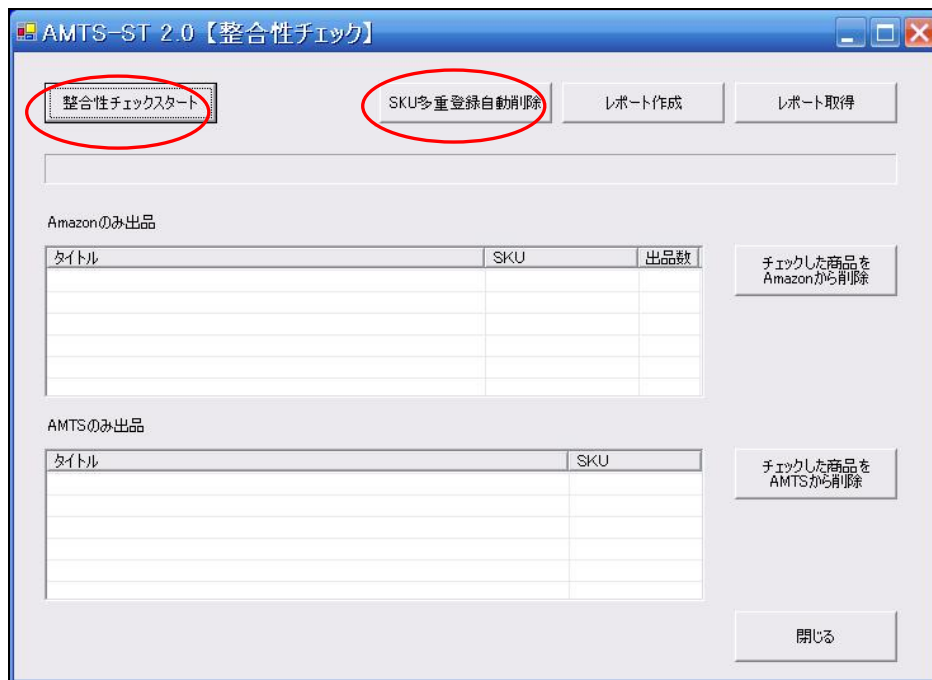 AMTS-ST 2.0【整合性チェック】
整合性チェックスタート
SKU多重登録自動削除
レポート作成
レポート取得
Amazonのみ出品
タイトル
SKU
出品数
チェックした商品を
Amazonから削除
AMTSのみ出品
タイトル
SKU
チェックした商品を
AMTSから削除
閉じる